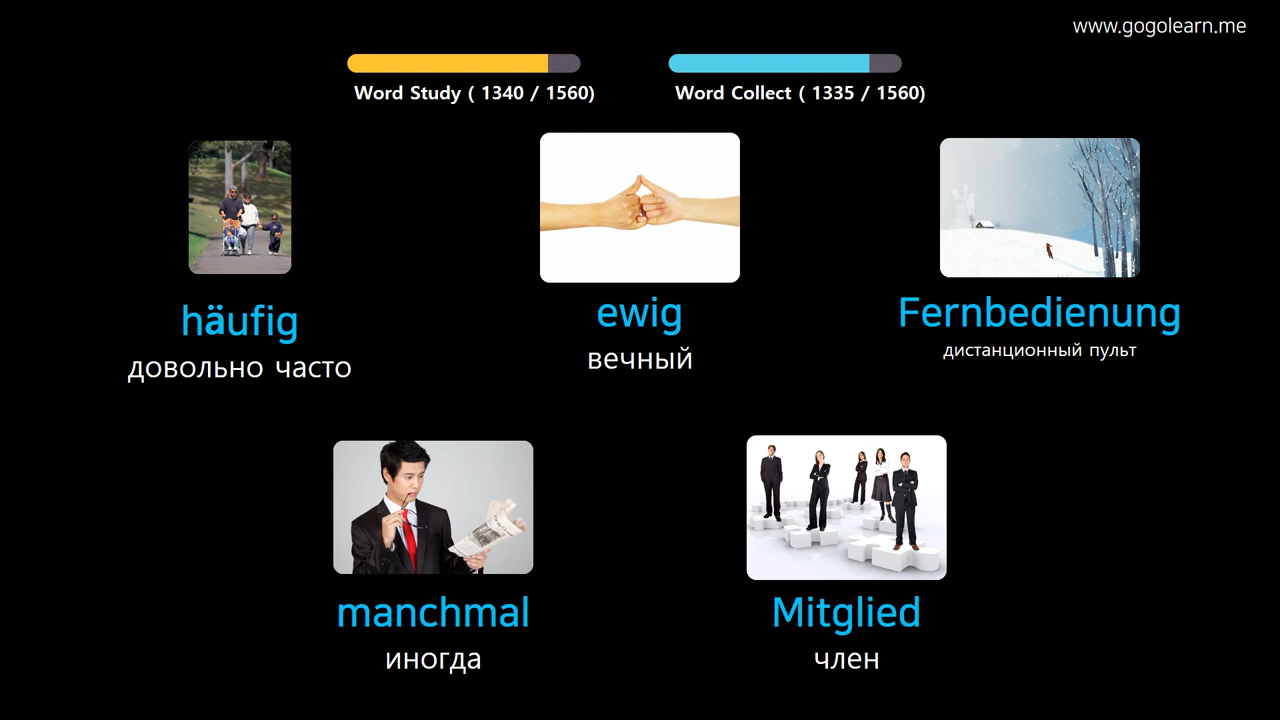 www.gogolearn.me
Word Study ( 1340 / 1560)
Word Collect ( 1335 / 1560)
häufig
довольно часто
ewig
вечный
Fernbedienung
дистанционный пульт
manchmal
иногда
Mitglied
член